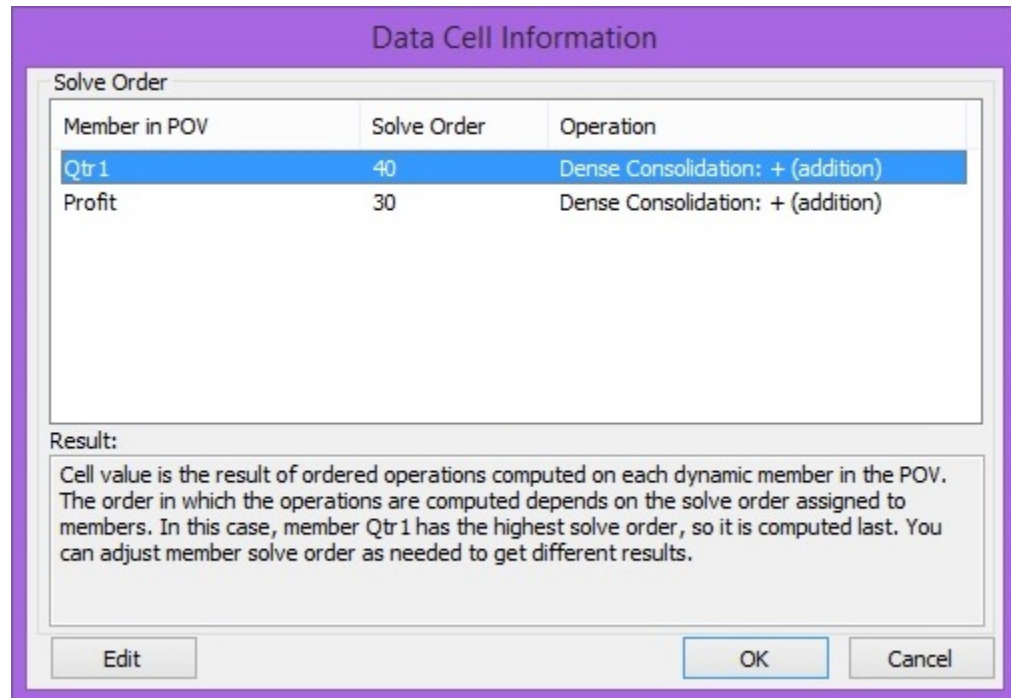 Data Cell Information
Solve Order
Member in POV Solve Order Operation
Qtr1 40 Dense Consolidation: + (addition)
Profit 30 Dense Consolidation: + (addition)
Result:
Cell value is the result of ordered operations computed on each dynamic member in the POV.
The order in which the operations are computed depends on the solve order assigned to
members. In this case, member Qtr1 has the highest solve order, so it is computed last. You
can adjust member solve order as needed to get different results.
Edit OK Cancel